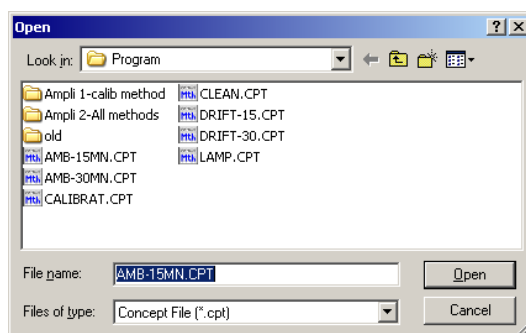 Open
Look in: Program
Ampli 1-calib method
Ampli 2-All methods
old
AMB-15MN.CPT
AMB-30MN.CPT
CALIBRAT.CPT
CLEAN.CPT
DRIFT-15.CPT
DRIFT-30.CPT
LAMP.CPT
File name: AMB-15MN.CPT Open
Files of type: Concept File (*.cpt) Cancel